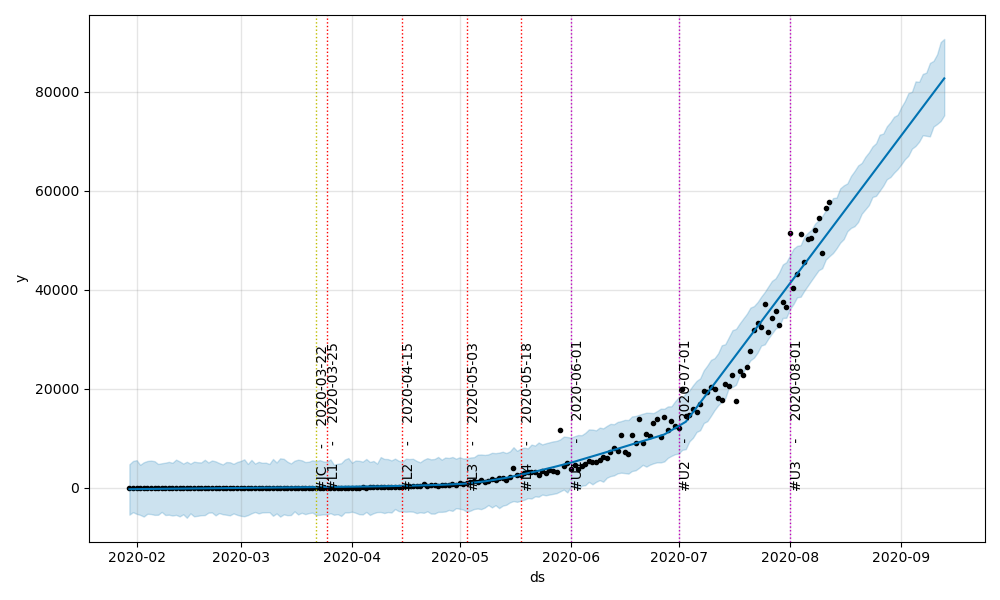 80000
60000
40000
20000
0
y
#JC - 2020-03-22
#L1 - 2020-03-25
#L2 - 2020-04-15
#L3 - 2020-05-03
#L4 - 2020-05-18
- 2020-06-01
#U2 - 2020-07-01
#U3 - 2020-08-01
2020-02
2020-03
2020-04
2020-05
2020-06
2020-07
2020-08
2020-09
ds